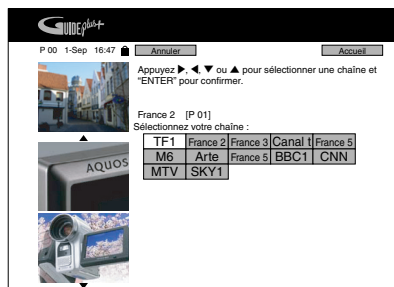 GUIDE plus+
P 00 1-Sep 16:47 Annuler Accueil
Appuyez ▶, ◀, ▼ ou ▲ pour sélectionner une chaîne et
"ENTER" pour confirmer.
France 2 [P 01]
Sélectionnez votre chaîne :
TF1 France 2 France 3 Canal t France 5
M6 Arte France 5 BBC1 CNN
MTV SKY1
AQUOS